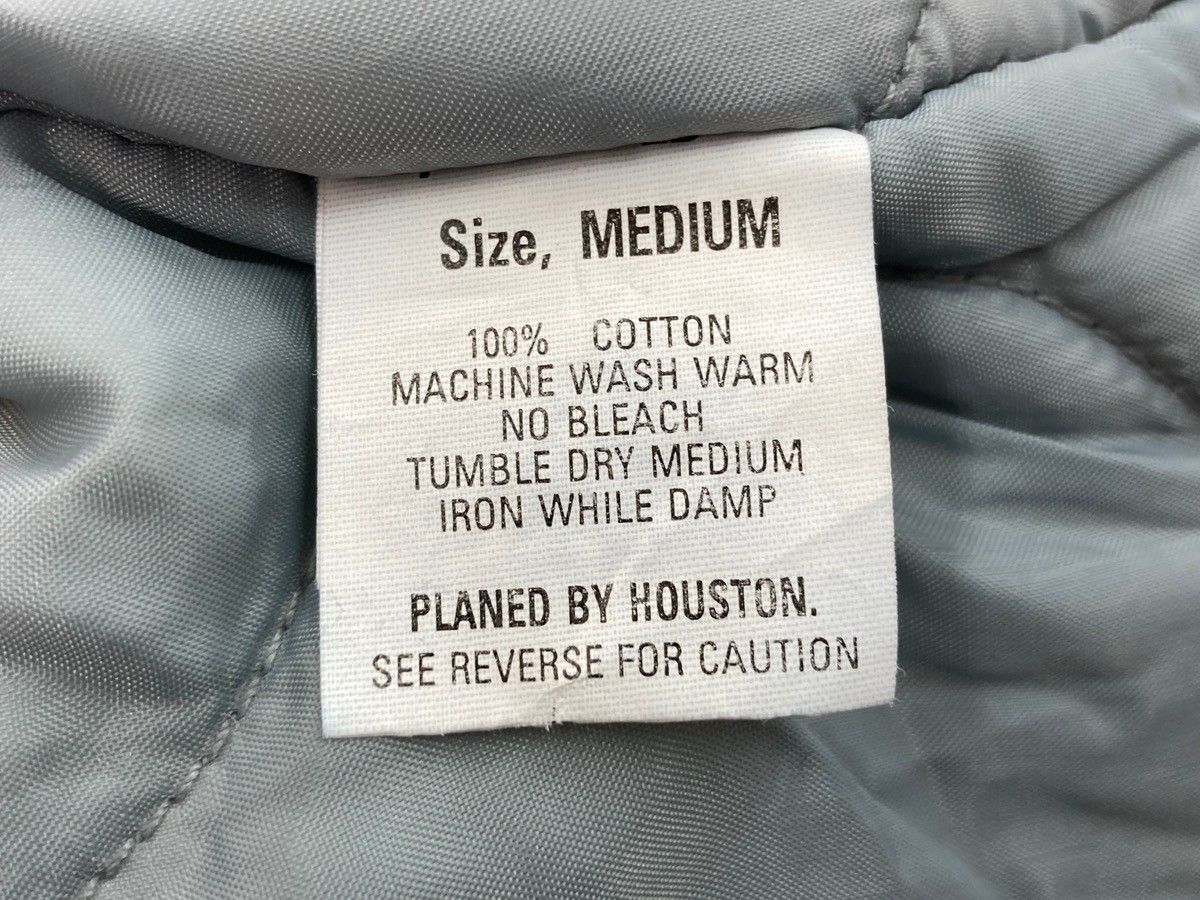 Size, MEDIUM
100% COTTON
MACHINE WASH WARM
NO BLEACH
TUMBLE DRY MEDIUM
IRON WHILE DAMP
PLANED BY HOUSTON.
SEE REVERSE FOR CAUTION